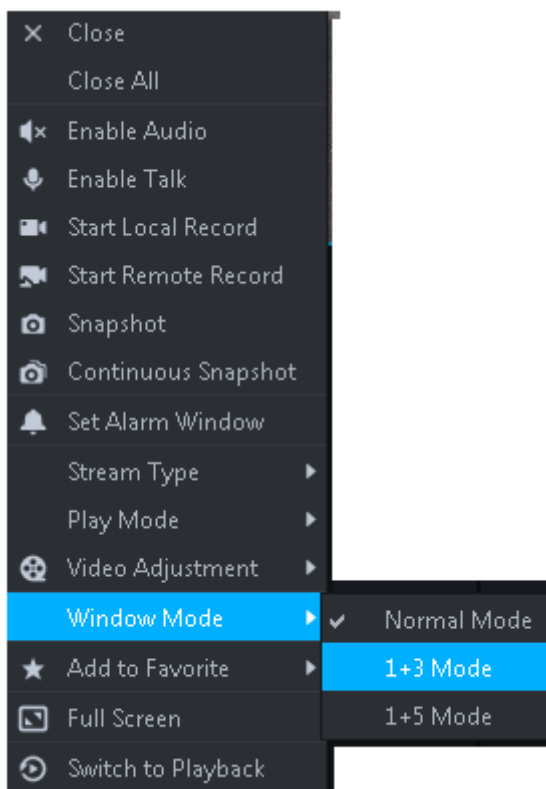 Close
Close All
Enable Audio
Enable Talk
Start Local Record
Start Remote Record
Snapshot
Continuous Snapshot
Set Alarm Window
Stream Type
Play Mode
Video Adjustment
Window Mode
Normal Mode
Add to Favorite
1+3 Mode
Full Screen
1+5 Mode
Switch to Playback